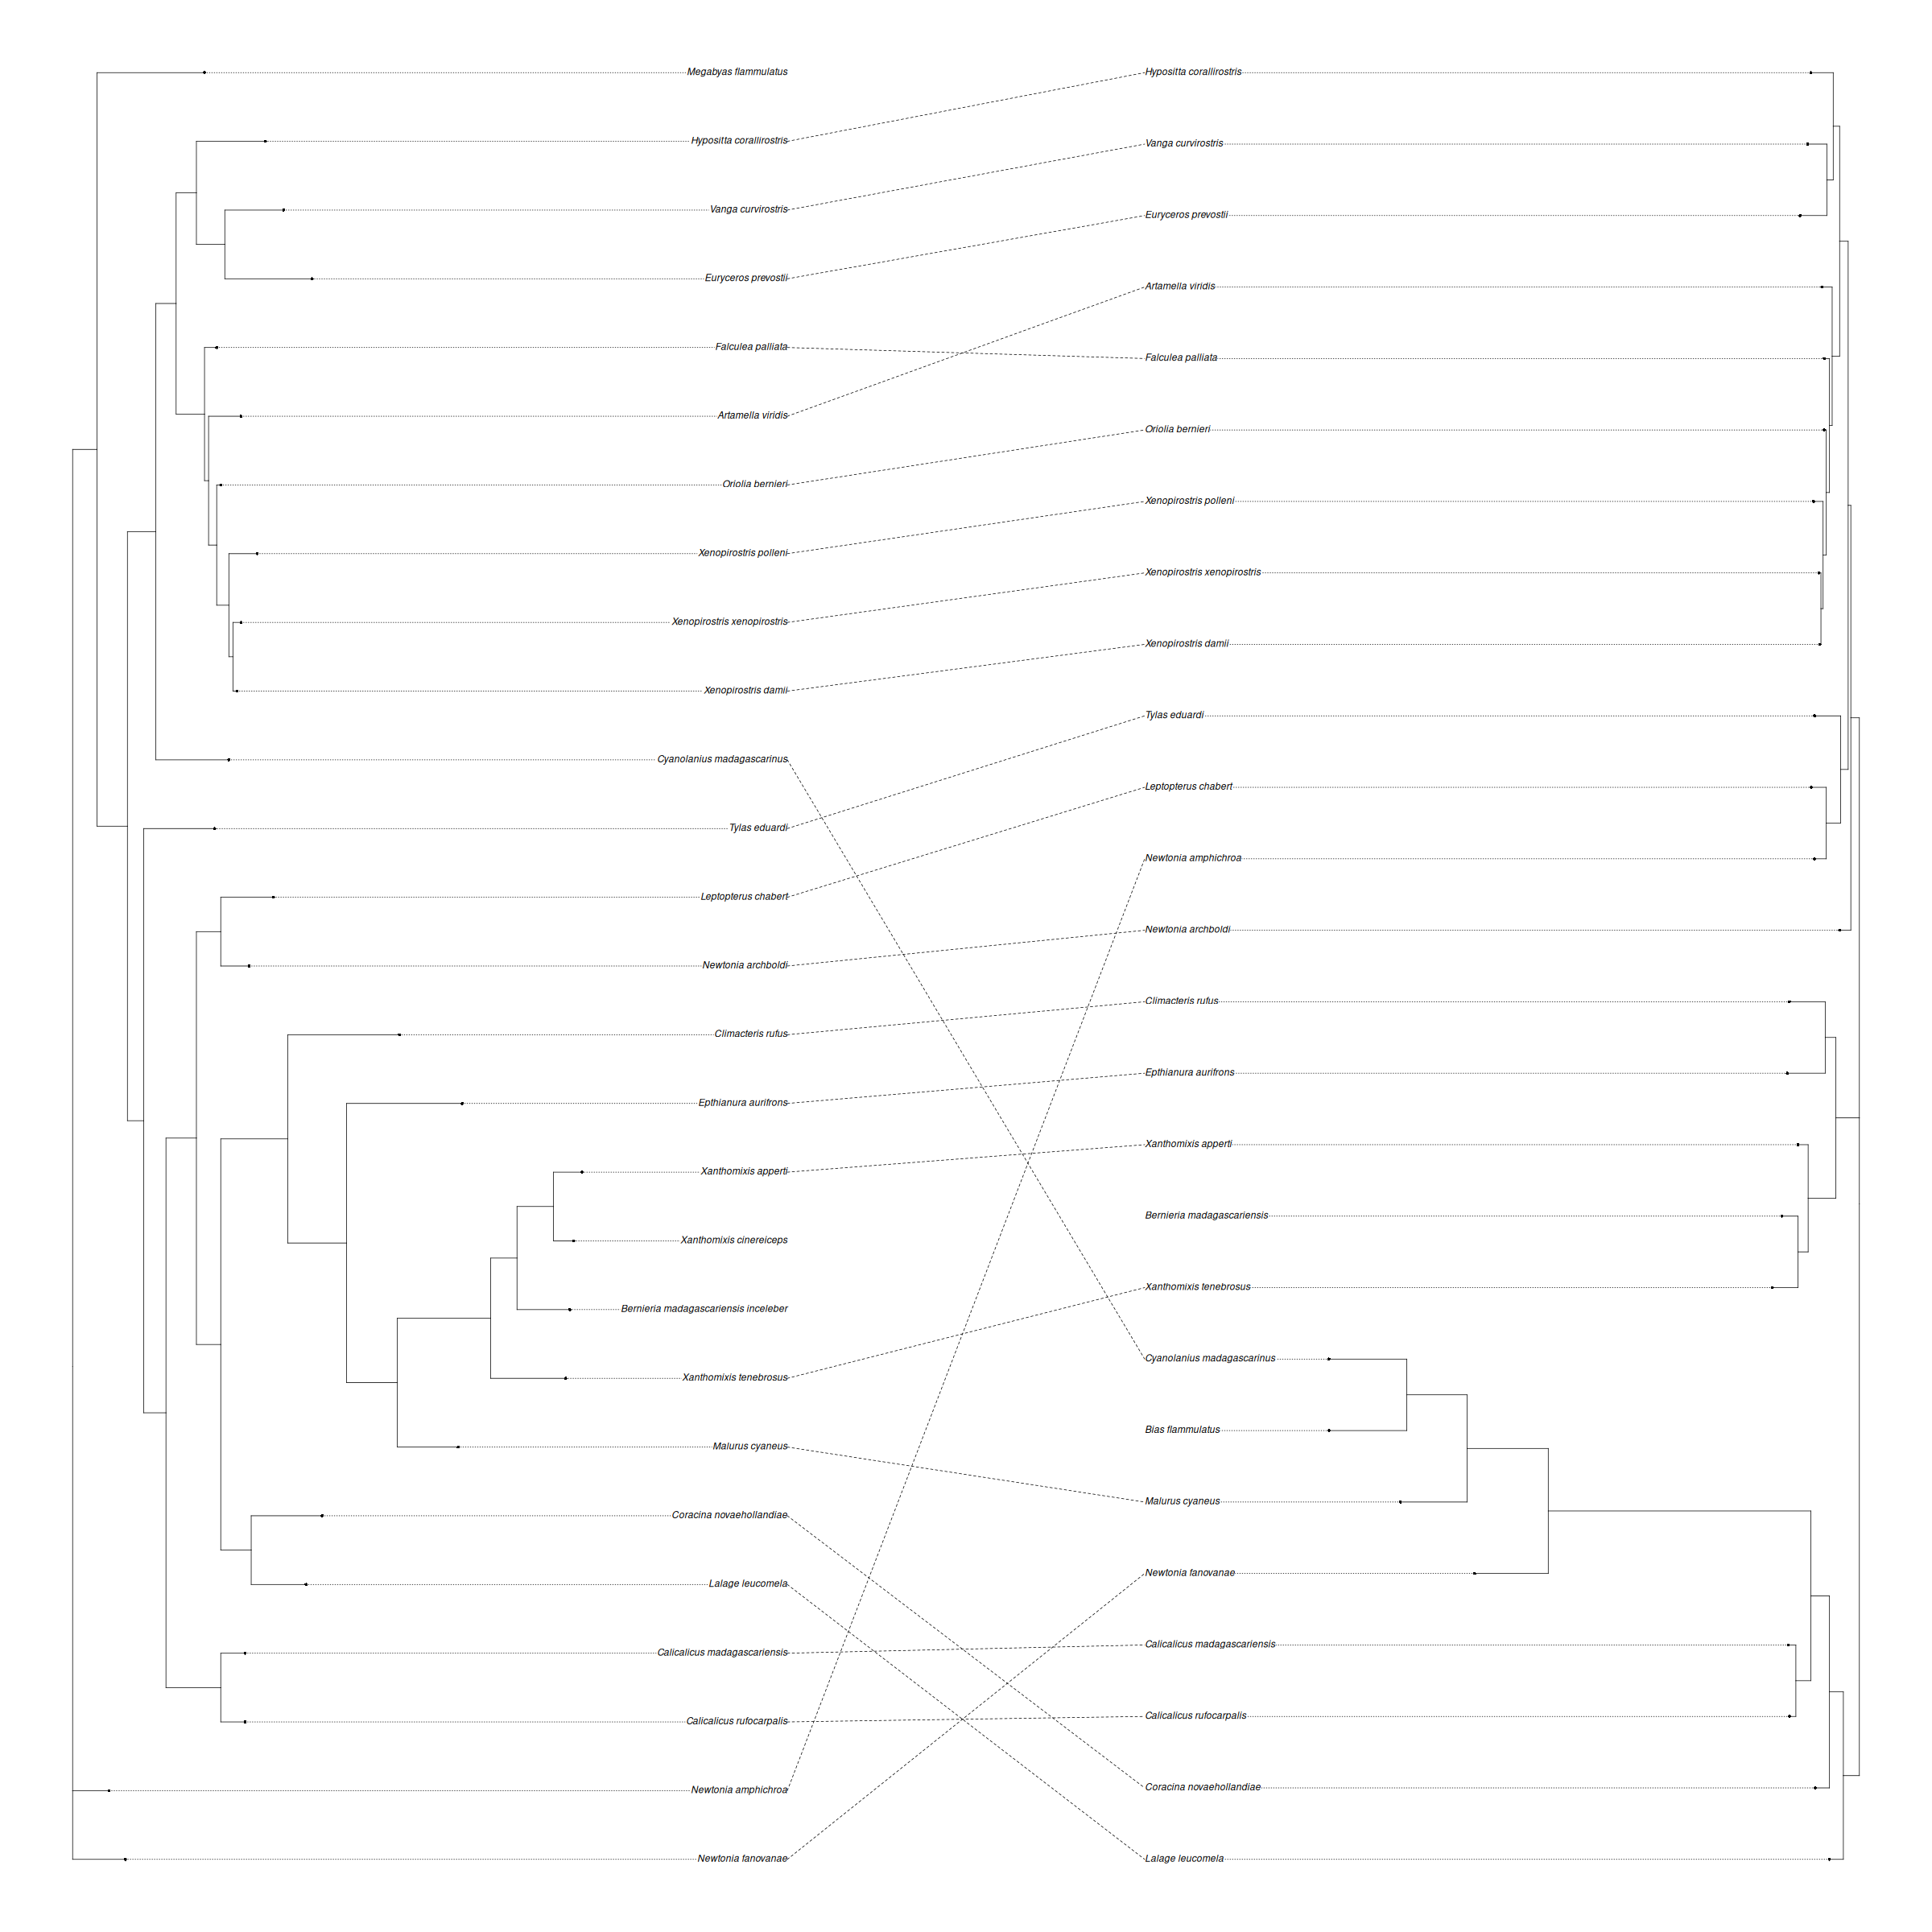 Megabyas flammulatus
Hypositta corallirostris
Vanga curvirostris
Euryceros prevostii
Falculea palliata
Artamella viridis
Oriolia bernieri
Xenopirostris polleni
Xenopirostris xenopirostris
Xenopirostris damii
Cyanolanius madagascarinus
Tylas eduardi
Leptopterus chabert
Newtonia archboldi
Climacteris rufus
Epthianura aurifrons
Xanthomixis apperti
Xanthomixis cinereiceps
Bernieria madagascariensis inceleber
Xanthomixis tenebrosus
Malurus cyaneus
Coracina novaehollandiae
Lalage leucomela
Calicalicus madagascariensis
Calicalicus rufocarpalis
Newtonia amphichroa
Newtonia fanovanae
Hypositta corallirostris
Vanga curvirostris
Euryceros prevostii
Artamella viridis
Falculea palliata
Oriolia bernieri
Xenopirostris polleni
Xenopirostris xenopirostris
Xenopirostris damii
Tylas eduardi
Leptopterus chabert
Newtonia amphichroa
Newtonia archboldi
Climacteris rufus
Epthianura aurifrons
Xanthomixis apperti
Bernieria madagascariensis
Xanthomixis tenebrosus
Cyanolanius madagascarinus
Bias flammulatus
Malurus cyaneus
Newtonia fanovanae
Calicalicus madagascariensis
Calicalicus rufocarpalis
Coracina novaehollandiae
Lalage leucomela